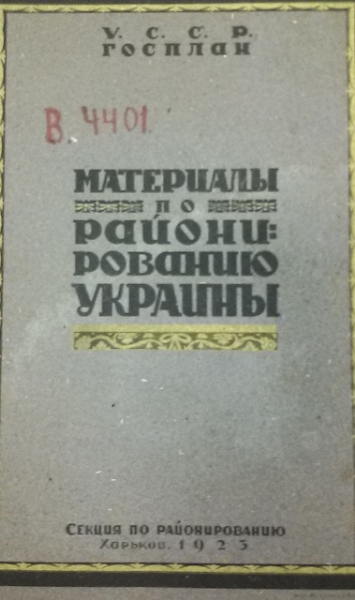 У. С. С. Р.
ГОСПЛАН
В. 4401.
МАТЕРИАЛЫ
ПО
РАЙОНИ=
РОВАНИЮ
УКРАИНЫ
СЕКЦИЯ ПО РАЙОНИРОВАНИЮ
Харьков. 1923